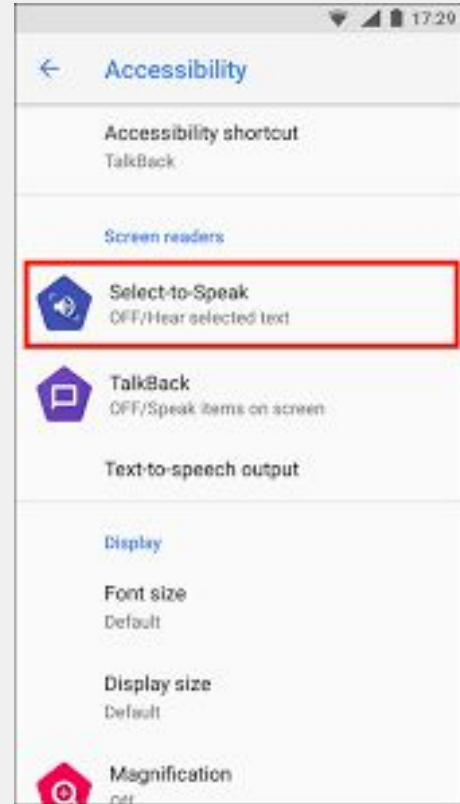 17:29
Accessibility
Accessibility shortcut
TalkBack
Screen readers
Select-to-Speak
OFF/Hear selected text
TalkBack
OFF/Speak items on screen
Text-to-speech output
Display
Font size
Default
Display size
Default
Magnification
Off